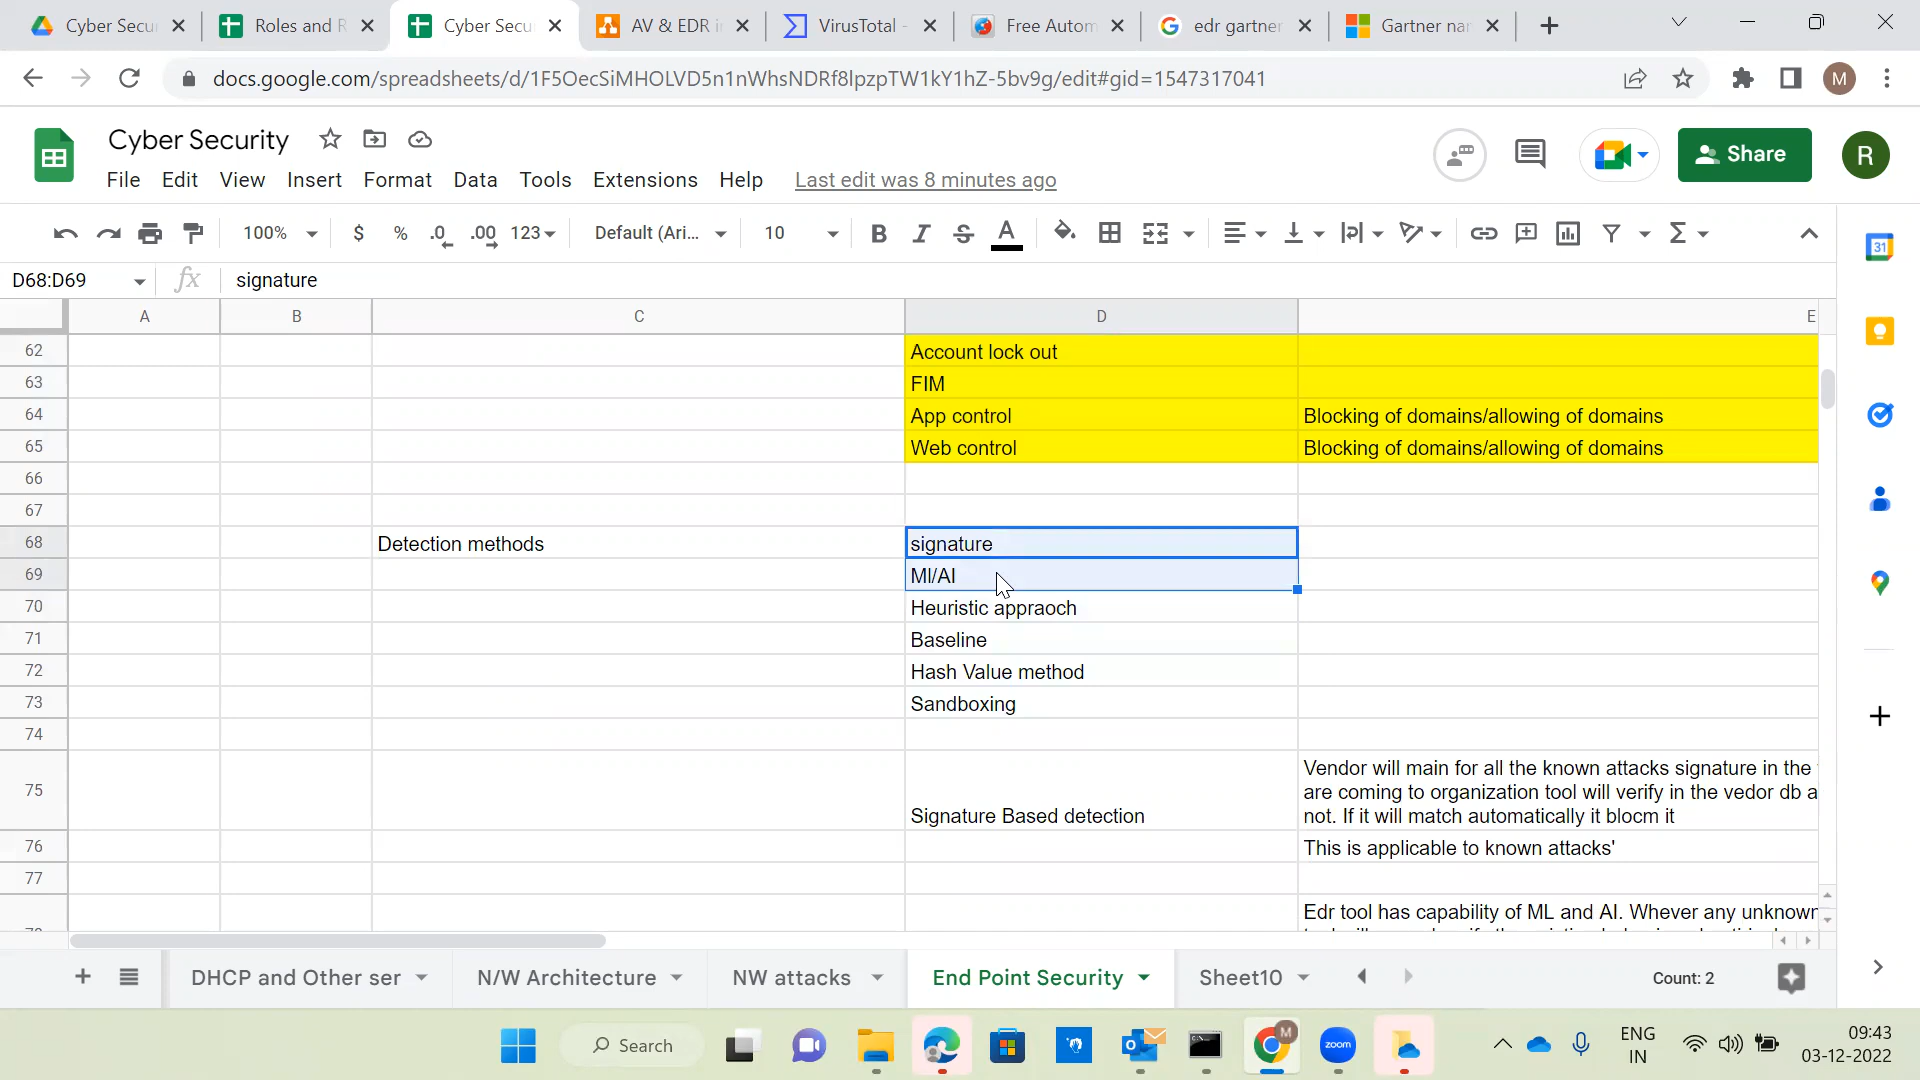 Cyber Secu
Roles and R
Cyber Secu
AV & EDR i
VirusTotal -
Free Autom
edr gartner
Gartner nar
docs.google.com/spreadsheets/d/1F5OecSiMHOLVD5n1nWhsNDRf8lpzpTW1kY1hZ-5bv9g/edit#gid=1547317041
M
Cyber Security
Share
R
File Edit View Insert Format Data Tools Extensions Help Last edit was 8 minutes ago
100% $ % .0 .00 123 Default (Ari... 10 B I S A Σ
31
D68:D69 fx signature
A B C D E
62 Account lock out
63 FIM
64 App control Blocking of domains/allowing of domains
65 Web control Blocking of domains/allowing of domains
66
67
68 Detection methods signature
69 Ml/AI
70 Heuristic appraoch
71 Baseline
72 Hash Value method
73 Sandboxing
74
Vendor will main for all the known attacks signature in the
75 are coming to organization tool will verify in the vedor db a
Signature Based detection not. If it will match automatically it blocm it
76 This is applicable to known attacks'
77
Edr tool has capability of ML and AI. Whever any unknown
+ DHCP and Other ser N/W Architecture NW attacks End Point Security Sheet10 Count: 2
Search
zoom
M
ENG
IN
09:43
03-12-2022